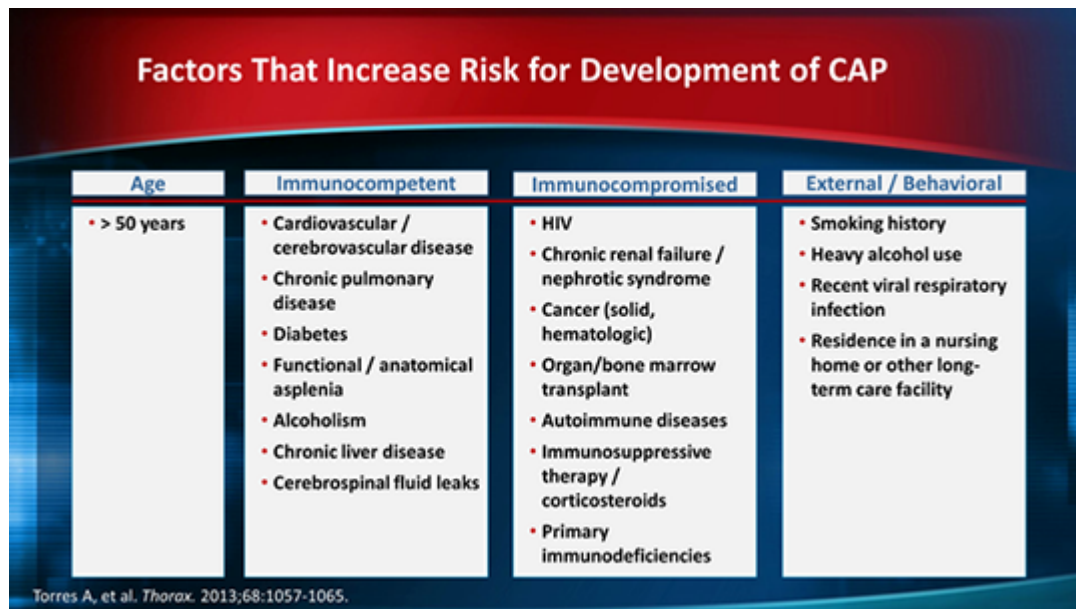 Factors That Increase Risk for Development of CAP
Age
• > 50 years
Immunocompetent
• Cardiovascular /
cerebrovascular disease
• Chronic pulmonary
disease
• Diabetes
• Functional / anatomical
asplenia
• Alcoholism
• Chronic liver disease
• Cerebrospinal fluid leaks
Immunocompromised
• HIV
• Chronic renal failure /
nephrotic syndrome
• Cancer (solid,
hematologic)
• Organ/bone marrow
transplant
• Autoimmune diseases
• Immunosuppressive
therapy /
corticosteroids
• Primary
immunodeficiencies
External / Behavioral
• Smoking history
• Heavy alcohol use
• Recent viral respiratory
infection
• Residence in a nursing
home or other long-
term care facility
Torres A, et al. Thorax. 2013;68:1057-1065.